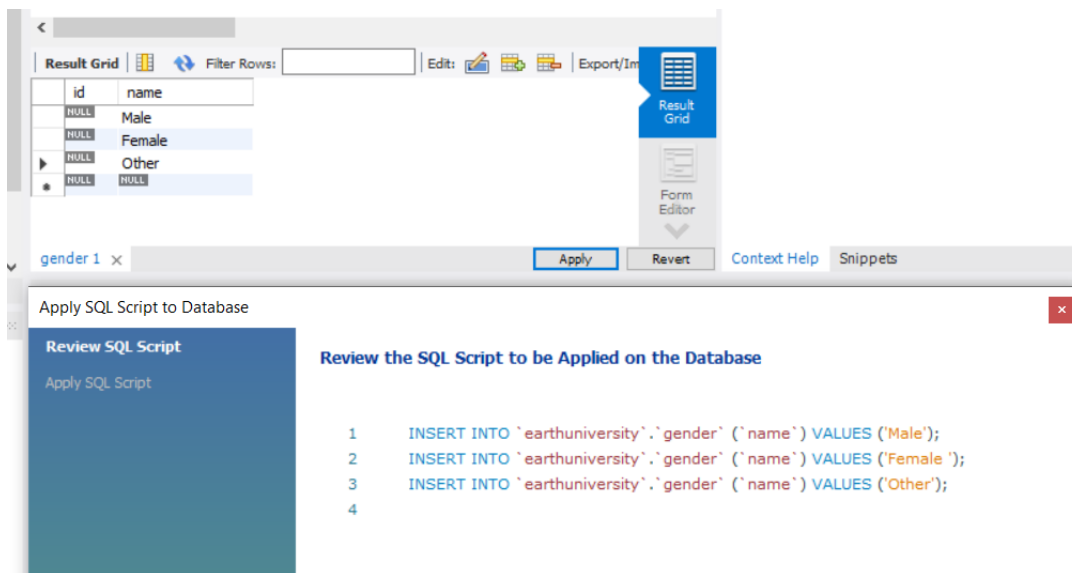 Result Grid Filter Rows: Edit: Export/Im
id name
NULL Male
NULL Female
NULL Other
NULL NULL
Result
Grid
Form
Editor
gender 1 × Apply Revert Context Help Snippets
Apply SQL Script to Database
Review SQL Script
Apply SQL Script
Review the SQL Script to be Applied on the Database
1 INSERT INTO `earthuniversity`.`gender` (`name`) VALUES ('Male');
2 INSERT INTO `earthuniversity`.`gender` (`name`) VALUES ('Female ');
3 INSERT INTO `earthuniversity`.`gender` (`name`) VALUES ('Other');
4